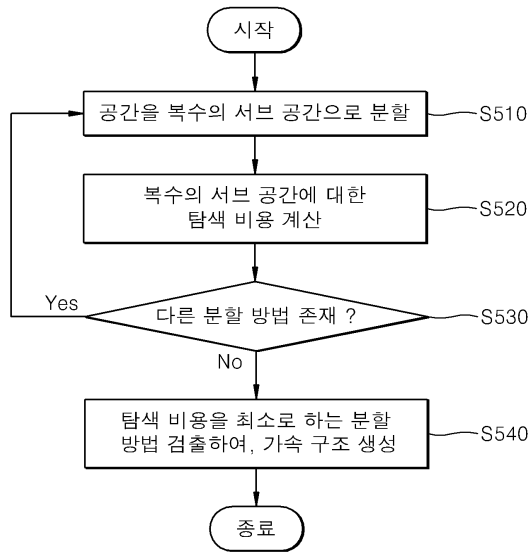 시작
공간을 복수의 서브 공간으로 분할
S510
복수의 서브 공간에 대한
탐색 비용 계산
S520
다른 분할 방법 존재 ?
S530
Yes
No
탐색 비용을 최소로 하는 분할
방법 검출하여, 가속 구조 생성
S540
종료